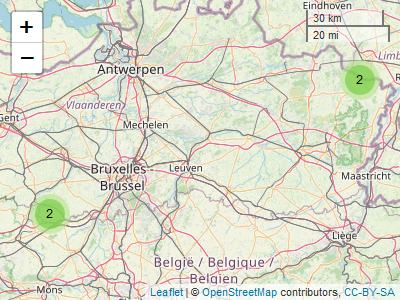 Eindhoven
+
−
30 km
20 mi
Antwerpen
2
Vlaanderen
Gent
Mechelen
Bruxelles -
Brussel
Leuven
Maastricht
2
Liège
België / Belgique /
Belgien
Mons
Leaflet | © OpenStreetMap contributors, CC-BY-SA